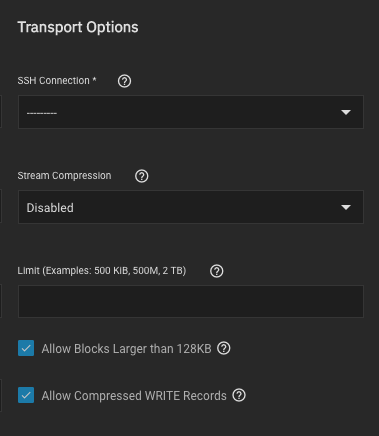 Transport Options
SSH Connection *
---------
Stream Compression
Disabled
Limit (Examples: 500 KiB, 500M, 2 TB)
Allow Blocks Larger than 128KB
Allow Compressed WRITE Records